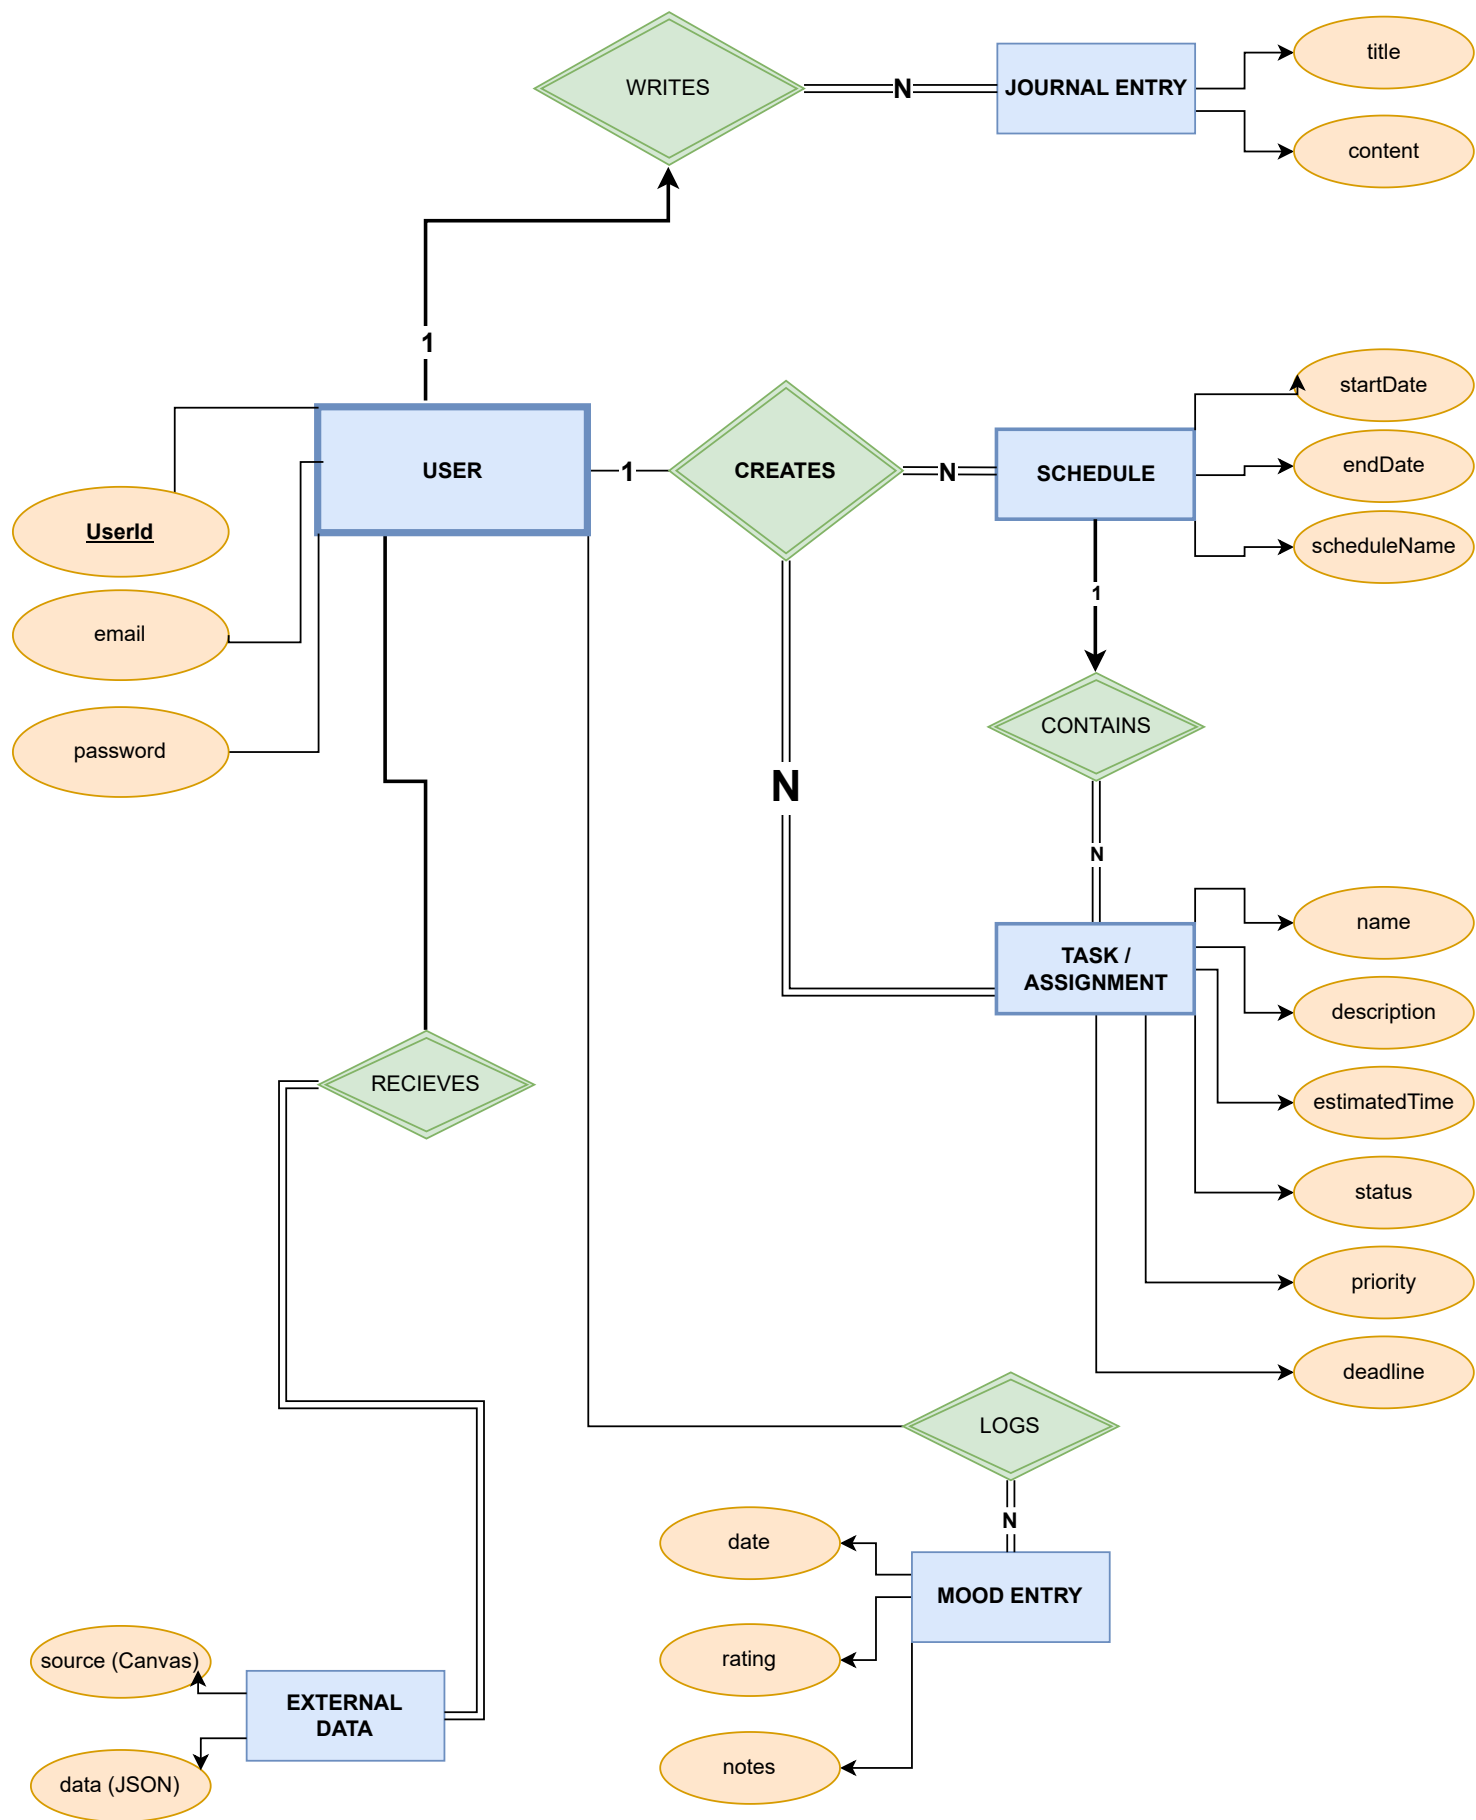 WRITES
N
JOURNAL ENTRY
title
content
1
USER
1
CREATES
N
SCHEDULE
startDate
endDate
scheduleName
UserId
email
password
1
CONTAINS
N
N
TASK /
ASSIGNMENT
name
description
estimatedTime
status
priority
deadline
RECIEVES
LOGS
N
MOOD ENTRY
date
rating
notes
source (Canvas)
EXTERNAL
DATA
data (JSON)